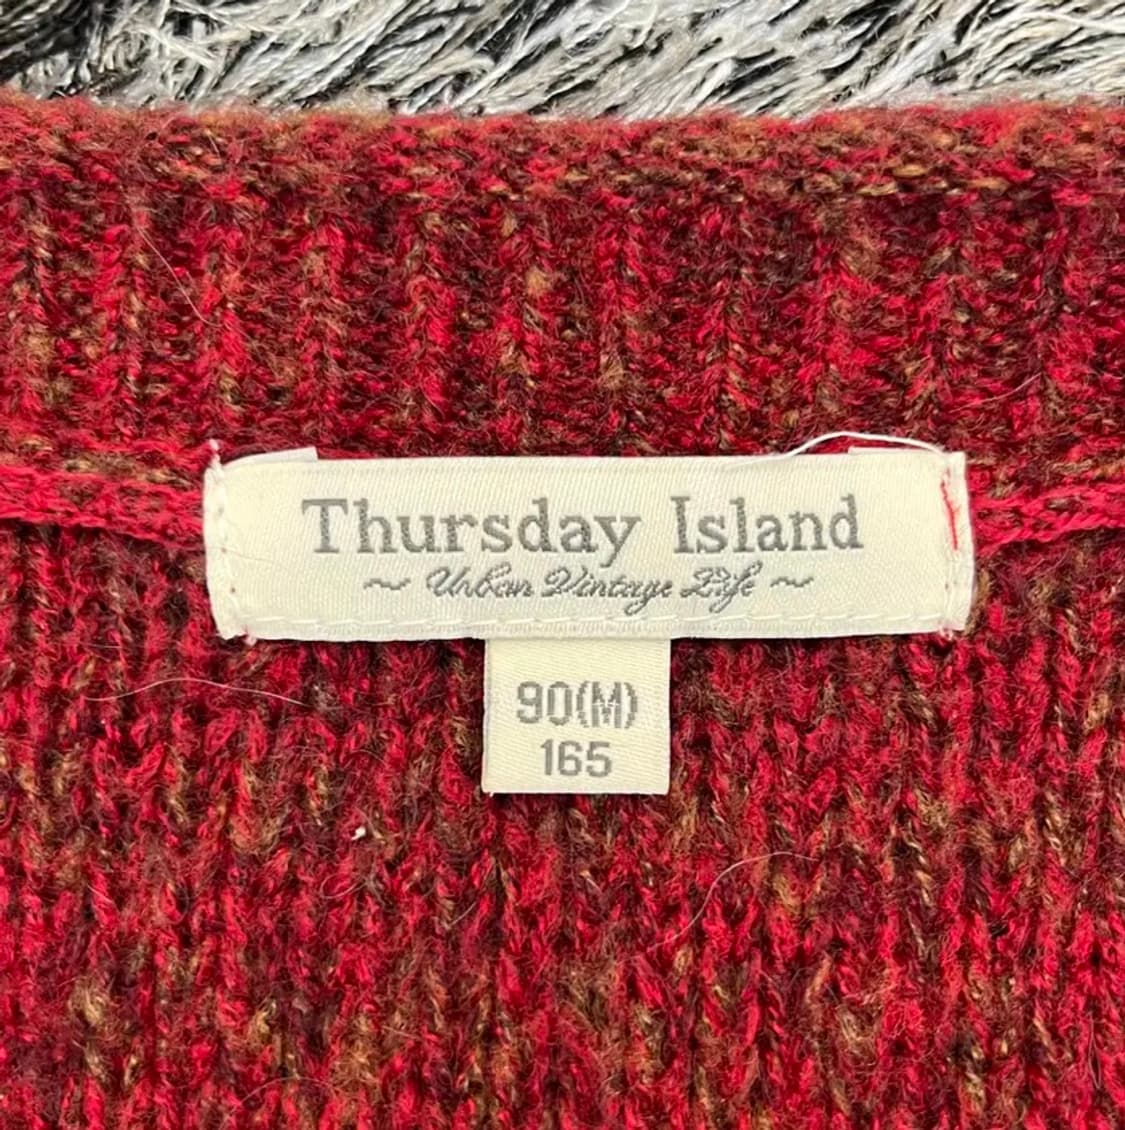 Thursday Island
~ Urban Vintage Life ~
90(M)
165